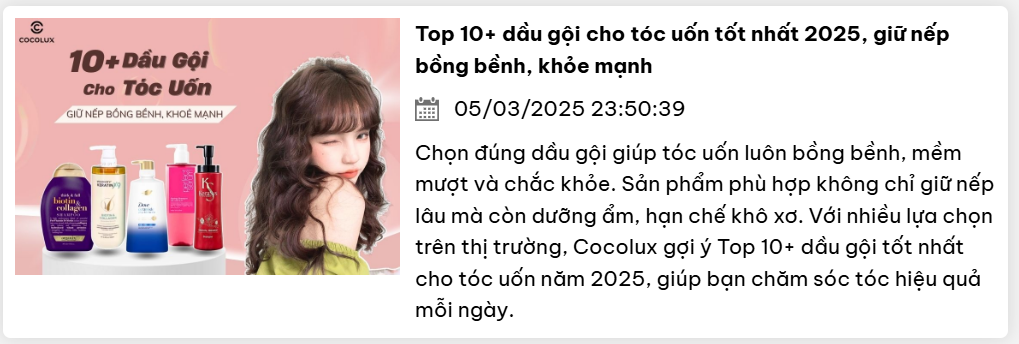 COCOLUX
10+ Dầu Gội
Cho Tóc Uốn
GIỮ NẾP BỒNG BỀNH, KHOẺ MẠNH
biotin &
collagen
SHAMPOO
Dove
KS
Top 10+ dầu gội cho tóc uốn tốt nhất 2025, giữ nếp
bồng bềnh, khỏe mạnh
05/03/2025 23:50:39
Chọn đúng dầu gội giúp tóc uốn luôn bồng bềnh, mềm
mượt và chắc khỏe. Sản phẩm phù hợp không chỉ giữ nếp
lâu mà còn dưỡng ẩm, hạn chế khô xơ. Với nhiều lựa chọn
trên thị trường, Cocolux gợi ý Top 10+ dầu gội tốt nhất
cho tóc uốn năm 2025, giúp bạn chăm sóc tóc hiệu quả
mỗi ngày.